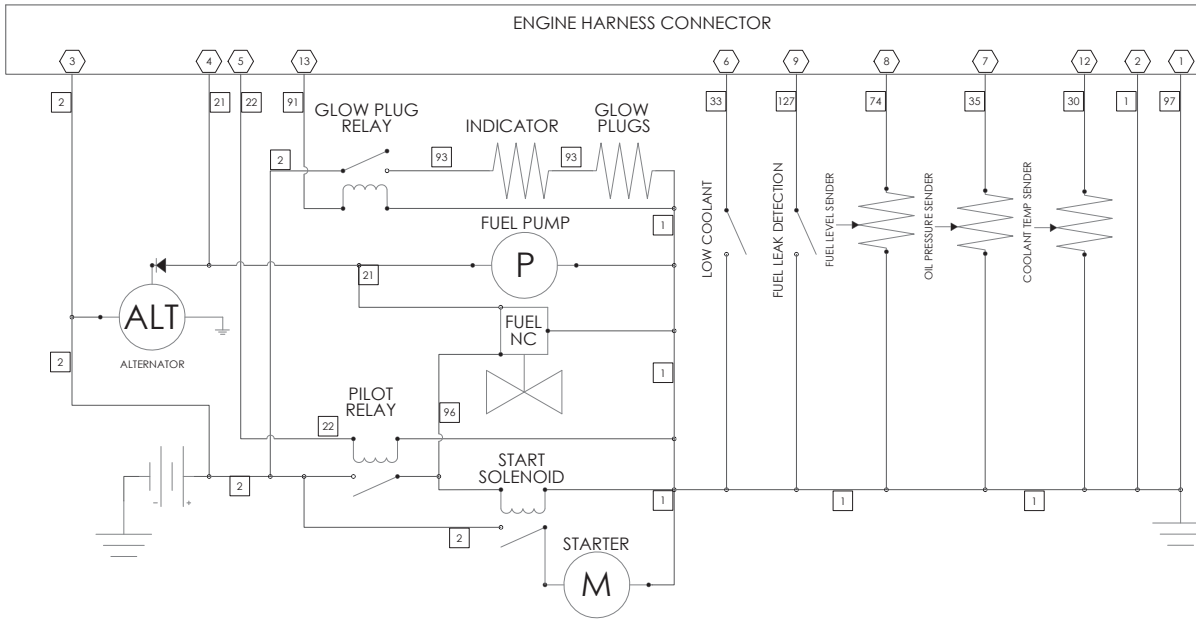 ENGINE HARNESS CONNECTOR
3 4 5 13 6 9 8 7 12 2 1
2 21 22 91 33 127 74 35 30 1 97
GLOW PLUG
RELAY
INDICATOR
GLOW
PLUGS
2 93 93
1
FUEL PUMP
P
21
LOW COOLANT
FUEL LEAK DETECTION
FUEL LEVEL SENDER
OIL PRESSURE SENDER
COOLANT TEMP SENDER
ALT
ALTERNATOR
2
FUEL
NC
1
PILOT
RELAY
22
96
START
SOLENOID
- +
2
1
1
1
2
STARTER
M